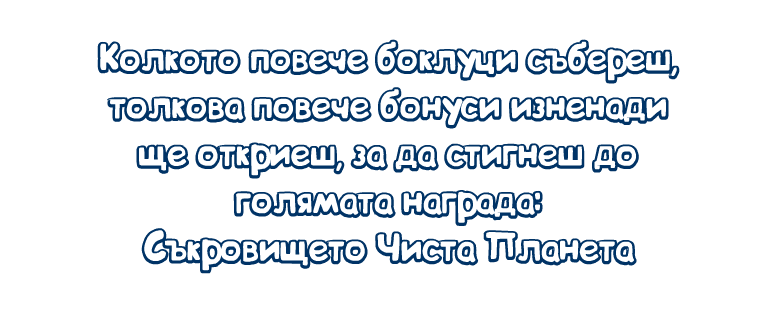 Колкото повече боклуци събереш,
толкова повече бонуси изненади
ще откриеш, за да стигнеш до
голямата награда:
Съкровището Чиста Планета